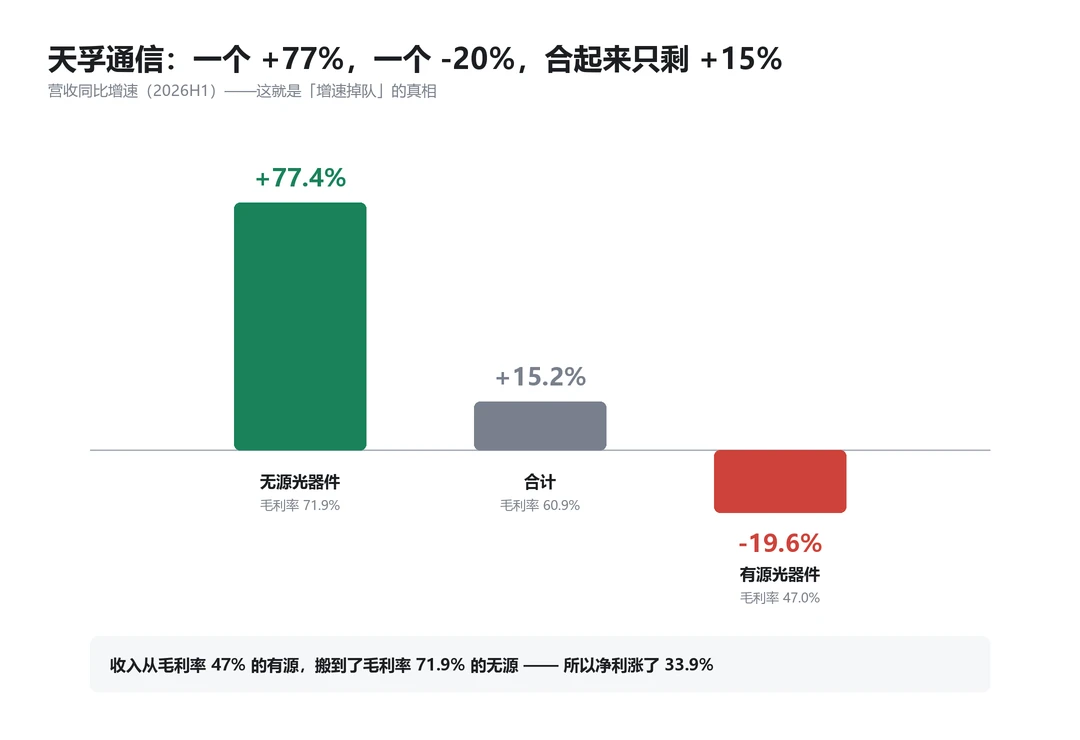 天孚通信：一个 +77%，一个 -20%，合起来只剩 +15%
营收同比增速（2026H1）——这就是「增速掉队」的真相
+77.4%
+15.2%
无源光器件
毛利率 71.9%
合计
毛利率 60.9%
-19.6%
有源光器件
毛利率 47.0%
收入从毛利率 47% 的有源，搬到了毛利率 71.9% 的无源 —— 所以净利涨了 33.9%